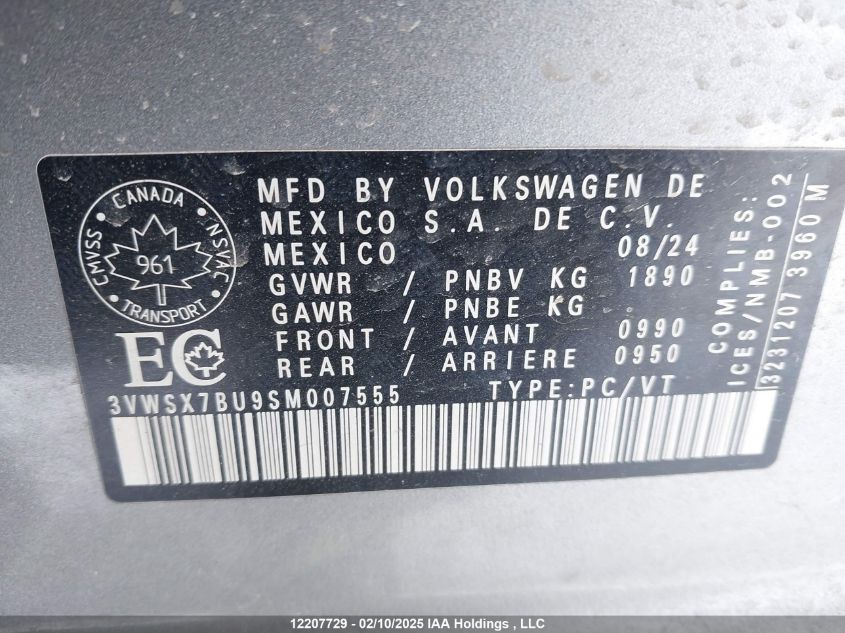 CANADA
CMVSS
NSVAC
961
TRANSPORT
EC
MFD BY VOLKSWAGEN DE
MEXICO S.A. DE C.V.
MEXICO 08/24
GVWR / PNBV KG 1890
GAWR / PNBE KG
FRONT / AVANT 0990
REAR / ARRIERE 0950
3VWSX7BU9SM007555 TYPE:PC/VT
COMPLIES:
ICES/NMB-002
3231207 3960 M
12207729 - 02/10/2025 IAA Holdings , LLC